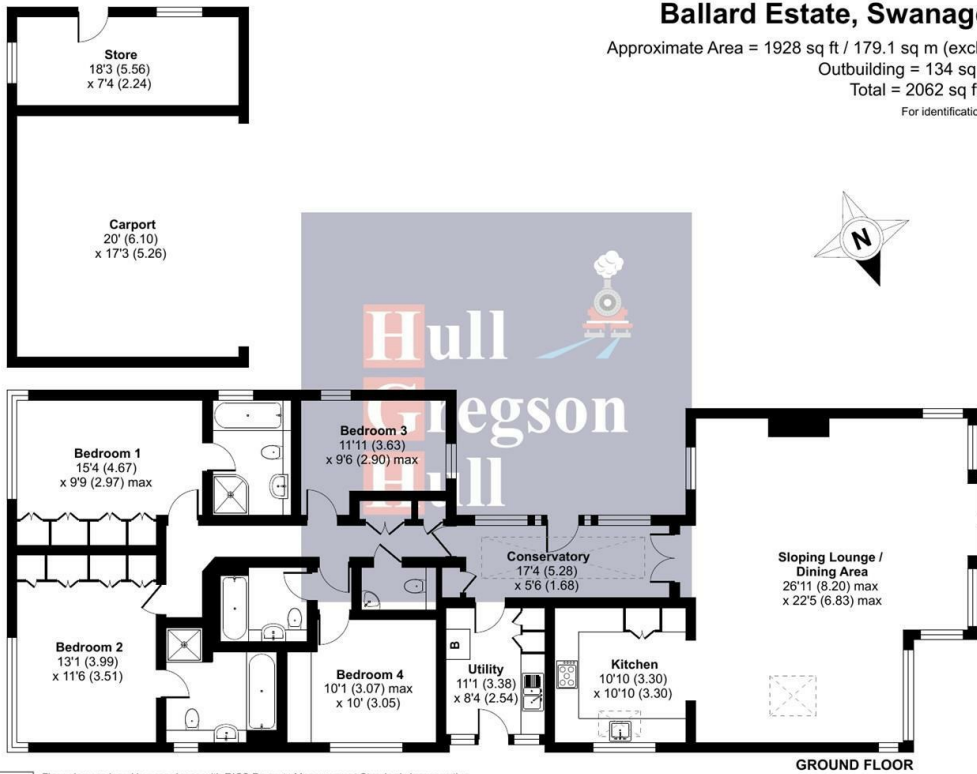 Ballard Estate, Swanage
Approximate Area = 1928 sq ft / 179.1 sq m
Outbuilding = 134 sq
Total = 2062 sq
For
Store
18'3 (5.56)
x 7'4 (2.24)
Carport
20' (6.10)
x 17'3 (5.26)
N
Hull
Gregson
Hull
Bedroom 1
15'4 (4.67)
x 9'9 (2.97) max
Bedroom 3
11'11 (3.63)
x 9'6 (2.90) max
Conservatory
17'4 (5.28)
x 5'6 (1.68)
Sloping Lounge /
Dining Area
26'11 (8.20) max
x 22'5 (6.83) max
Bedroom 2
13'1 (3.99)
x 11'6 (3.51)
Bedroom 4
10'1 (3.07) max
x 10' (3.05)
B
Utility
11'1 (3.38)
x 8'4 (2.54)
Kitchen
10'10 (3.30)
x 10'10 (3.30)
GROUND FLOOR